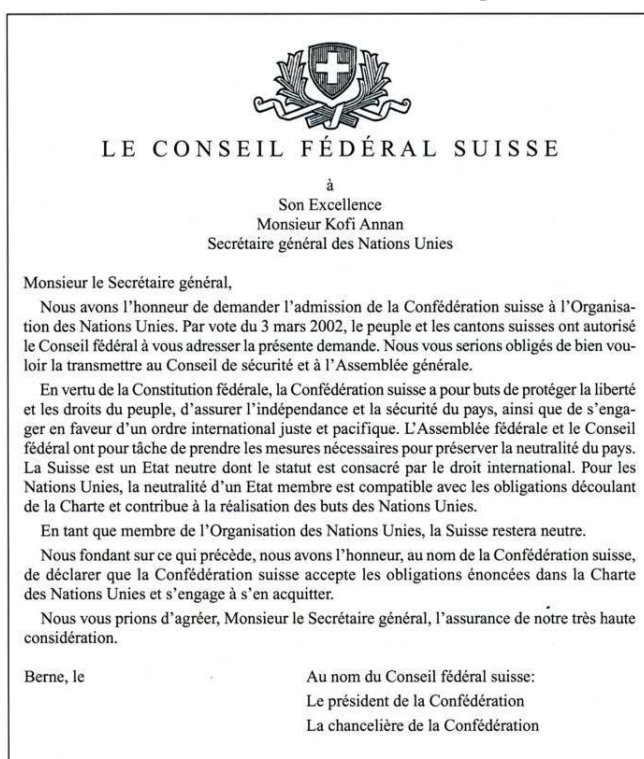 LE CONSEIL FÉDÉRAL SUISSE
à
Son Excellence
Monsieur Kofi Annan
Secrétaire général des Nations Unies
Monsieur le Secrétaire général,
Nous avons l'honneur de demander l'admission de la Confédération suisse à l'Organisa-
tion des Nations Unies. Par vote du 3 mars 2002, le peuple et les cantons suisses ont autorisé
le Conseil fédéral à vous adresser la présente demande. Nous vous serions obligés de bien vou-
loir la transmettre au Conseil de sécurité et à l'Assemblée générale.
En vertu de la Constitution fédérale, la Confédération suisse a pour buts de protéger la liberté
et les droits du peuple, d'assurer l'indépendance et la sécurité du pays, ainsi que de s'enga-
ger en faveur d'un ordre international juste et pacifique. L'Assemblée fédérale et le Conseil
fédéral ont pour tâche de prendre les mesures nécessaires pour préserver la neutralité du pays.
La Suisse est un Etat neutre dont le statut est consacré par le droit international. Pour les
Nations Unies, la neutralité d'un Etat membre est compatible avec les obligations découlant
de la Charte et contribue à la réalisation des buts des Nations Unies.
En tant que membre de l'Organisation des Nations Unies, la Suisse restera neutre.
Nous fondant sur ce qui précède, nous avons l'honneur, au nom de la Confédération suisse,
de déclarer que la Confédération suisse accepte les obligations énoncées dans la Charte
des Nations Unies et s'engage à s'en acquitter.
Nous vous prions d'agréer, Monsieur le Secrétaire général, l'assurance de notre très haute
considération.
Berne, le
Au nom du Conseil fédéral suisse:
Le président de la Confédération
La chancelière de la Confédération